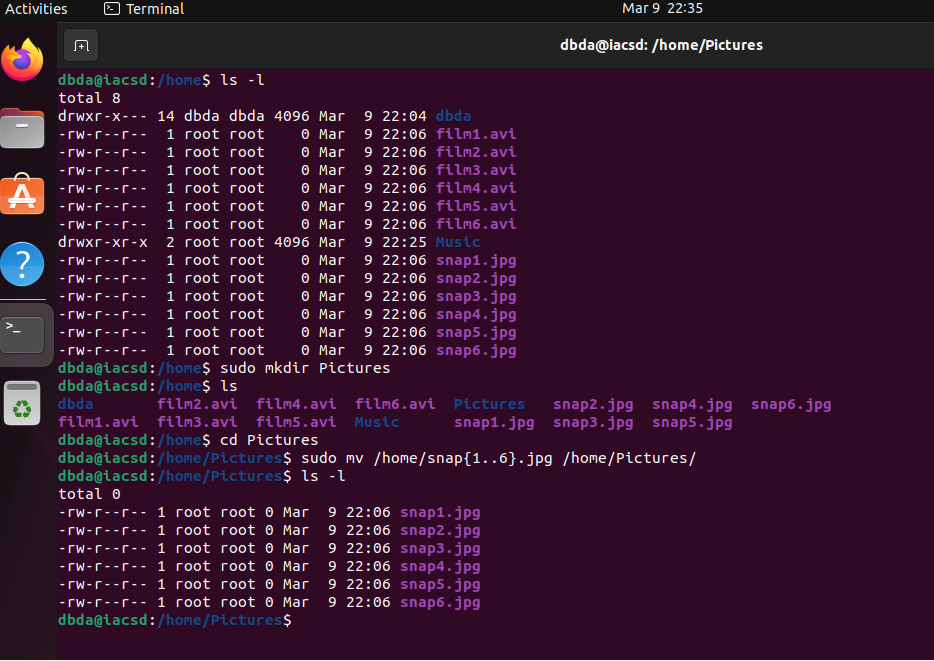 Activities Terminal Mar 9 22:35
dbda@iacsd: /home/Pictures
dbda@iacsd:/home$ ls -l
total 8
drwxr-x--- 14 dbda dbda 4096 Mar  9 22:04 dbda
-rw-r--r--  1 root root    0 Mar  9 22:06 film1.avi
-rw-r--r--  1 root root    0 Mar  9 22:06 film2.avi
-rw-r--r--  1 root root    0 Mar  9 22:06 film3.avi
-rw-r--r--  1 root root    0 Mar  9 22:06 film4.avi
-rw-r--r--  1 root root    0 Mar  9 22:06 film5.avi
-rw-r--r--  1 root root    0 Mar  9 22:06 film6.avi
drwxr-xr-x  2 root root 4096 Mar  9 22:25 Music
-rw-r--r--  1 root root    0 Mar  9 22:06 snap1.jpg
-rw-r--r--  1 root root    0 Mar  9 22:06 snap2.jpg
-rw-r--r--  1 root root    0 Mar  9 22:06 snap3.jpg
-rw-r--r--  1 root root    0 Mar  9 22:06 snap4.jpg
-rw-r--r--  1 root root    0 Mar  9 22:06 snap5.jpg
-rw-r--r--  1 root root    0 Mar  9 22:06 snap6.jpg
dbda@iacsd:/home$ sudo mkdir Pictures
dbda@iacsd:/home$ ls
dbda       film2.avi  film4.avi  film6.avi  Pictures   snap2.jpg  snap4.jpg  snap6.jpg
film1.avi  film3.avi  film5.avi  Music      snap1.jpg  snap3.jpg  snap5.jpg
dbda@iacsd:/home$ cd Pictures
dbda@iacsd:/home/Pictures$ sudo mv /home/snap{1..6}.jpg /home/Pictures/
dbda@iacsd:/home/Pictures$ ls -l
total 0
-rw-r--r-- 1 root root 0 Mar  9 22:06 snap1.jpg
-rw-r--r-- 1 root root 0 Mar  9 22:06 snap2.jpg
-rw-r--r-- 1 root root 0 Mar  9 22:06 snap3.jpg
-rw-r--r-- 1 root root 0 Mar  9 22:06 snap4.jpg
-rw-r--r-- 1 root root 0 Mar  9 22:06 snap5.jpg
-rw-r--r-- 1 root root 0 Mar  9 22:06 snap6.jpg
dbda@iacsd:/home/Pictures$